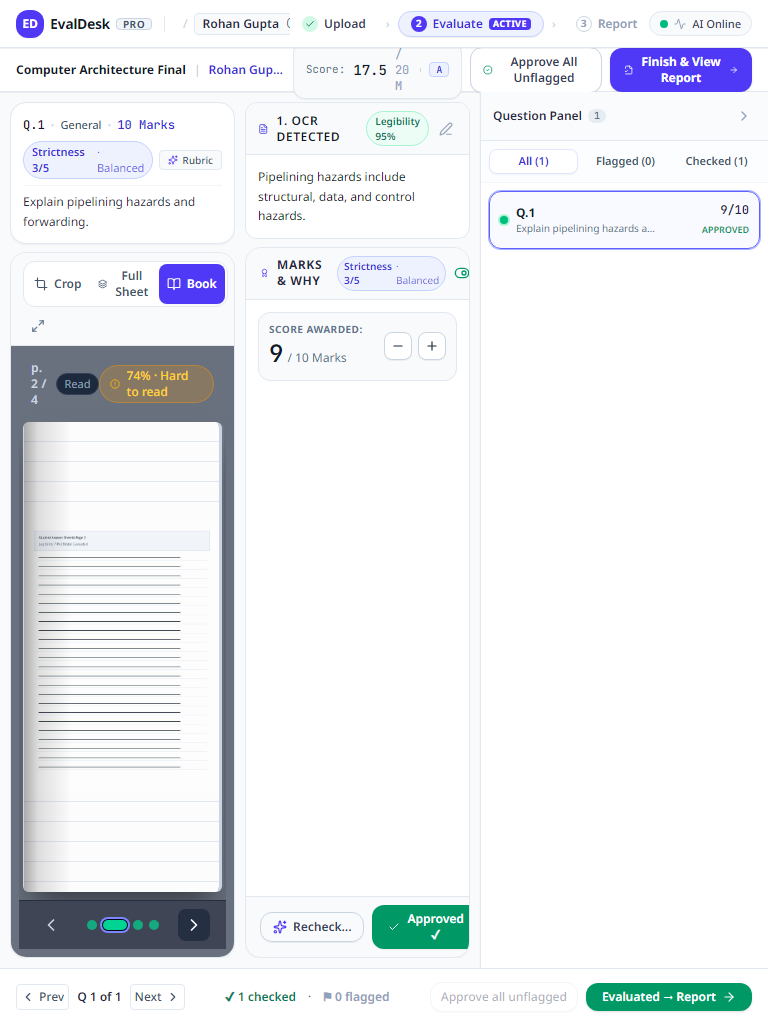 ED EvalDesk PRO / Rohan Gupta ✓ Upload › 2 Evaluate ACTIVE › 3 Report AI Online
Computer Architecture Final | Rohan Gup... Score: 17.5 / 20 M · A Approve All Unflagged Finish & View Report →
Q.1 · General · 10 Marks
Strictness 3/5 · Balanced Rubric
Explain pipelining hazards and
forwarding.
Crop Full Sheet Book
p. 2 / 4 Read 74% · Hard to read
1. OCR DETECTED Legibility 95%
Pipelining hazards include
structural, data, and control
hazards.
MARKS & WHY Strictness 3/5 · Balanced
SCORE AWARDED:
9 / 10 Marks − +
Recheck... ✓ Approved ✓
Question Panel 1
All (1) Flagged (0) Checked (1)
Q.1 9/10
Explain pipelining hazards a... APPROVED
Prev Q 1 of 1 Next ✓ 1 checked · ⚑ 0 flagged Approve all unflagged Evaluated → Report →